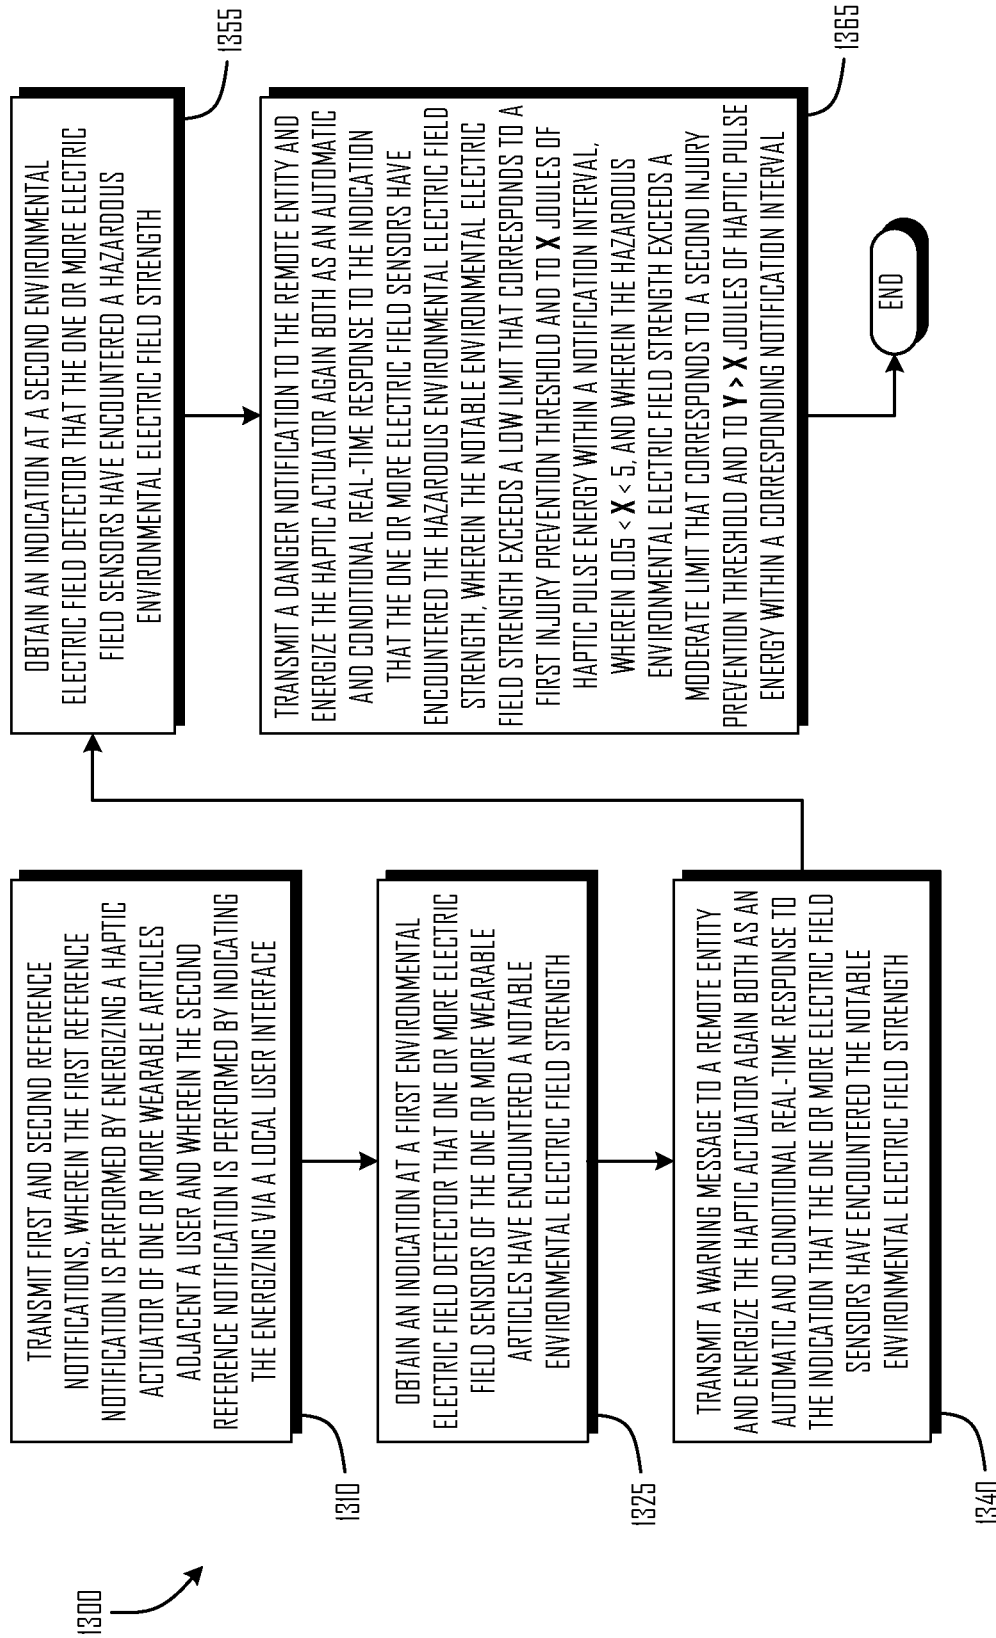 1300
TRANSMIT FIRST AND SECOND REFERENCE
NOTIFICATIONS, WHEREIN THE FIRST REFERENCE
NOTIFICATION IS PERFORMED BY ENERGIZING A HAPTIC
ACTUATOR OF ONE OR MORE WEARABLE ARTICLES
ADJACENT A USER AND WHEREIN THE SECOND
REFERENCE NOTIFICATION IS PERFORMED BY INDICATING
THE ENERGIZING VIA A LOCAL USER INTERFACE
1310
OBTAIN AN INDICATION AT A FIRST ENVIRONMENTAL
ELECTRIC FIELD DETECTOR THAT ONE OR MORE ELECTRIC
FIELD SENSORS OF THE ONE OR MORE WEARABLE
ARTICLES HAVE ENCOUNTERED A NOTABLE
ENVIRONMENTAL ELECTRIC FIELD STRENGTH
1325
TRANSMIT A WARNING MESSAGE TO A REMOTE ENTITY
AND ENERGIZE THE HAPTIC ACTUATOR AGAIN BOTH AS AN
AUTOMATIC AND CONDITIONAL REAL-TIME RESPONSE TO
THE INDICATION THAT THE ONE OR MORE ELECTRIC FIELD
SENSORS HAVE ENCOUNTERED THE NOTABLE
ENVIRONMENTAL ELECTRIC FIELD STRENGTH
1340
OBTAIN AN INDICATION AT A SECOND ENVIRONMENTAL
ELECTRIC FIELD DETECTOR THAT THE ONE OR MORE ELECTRIC
FIELD SENSORS HAVE ENCOUNTERED A HAZARDOUS
ENVIRONMENTAL ELECTRIC FIELD STRENGTH
1355
TRANSMIT A DANGER NOTIFICATION TO THE REMOTE ENTITY AND
ENERGIZE THE HAPTIC ACTUATOR AGAIN BOTH AS AN AUTOMATIC
AND CONDITIONAL REAL-TIME RESPONSE TO THE INDICATION
THAT THE ONE OR MORE ELECTRIC FIELD SENSORS HAVE
ENCOUNTERED THE HAZARDOUS ENVIRONMENTAL ELECTRIC FIELD
STRENGTH, WHEREIN THE NOTABLE ENVIRONMENTAL ELECTRIC
FIELD STRENGTH EXCEEDS A LOW LIMIT THAT CORRESPONDS TO A
FIRST INJURY PREVENTION THRESHOLD AND TO X JOULES OF
HAPTIC PULSE ENERGY WITHIN A NOTIFICATION INTERVAL,
WHEREIN 0.05 < X < 5, AND WHEREIN THE HAZARDOUS
ENVIRONMENTAL ELECTRIC FIELD STRENGTH EXCEEDS A
MODERATE LIMIT THAT CORRESPONDS TO A SECOND INJURY
PREVENTION THRESHOLD AND TO Y > X JOULES OF HAPTIC PULSE
ENERGY WITHIN A CORRESPONDING NOTIFICATION INTERVAL
1365
END